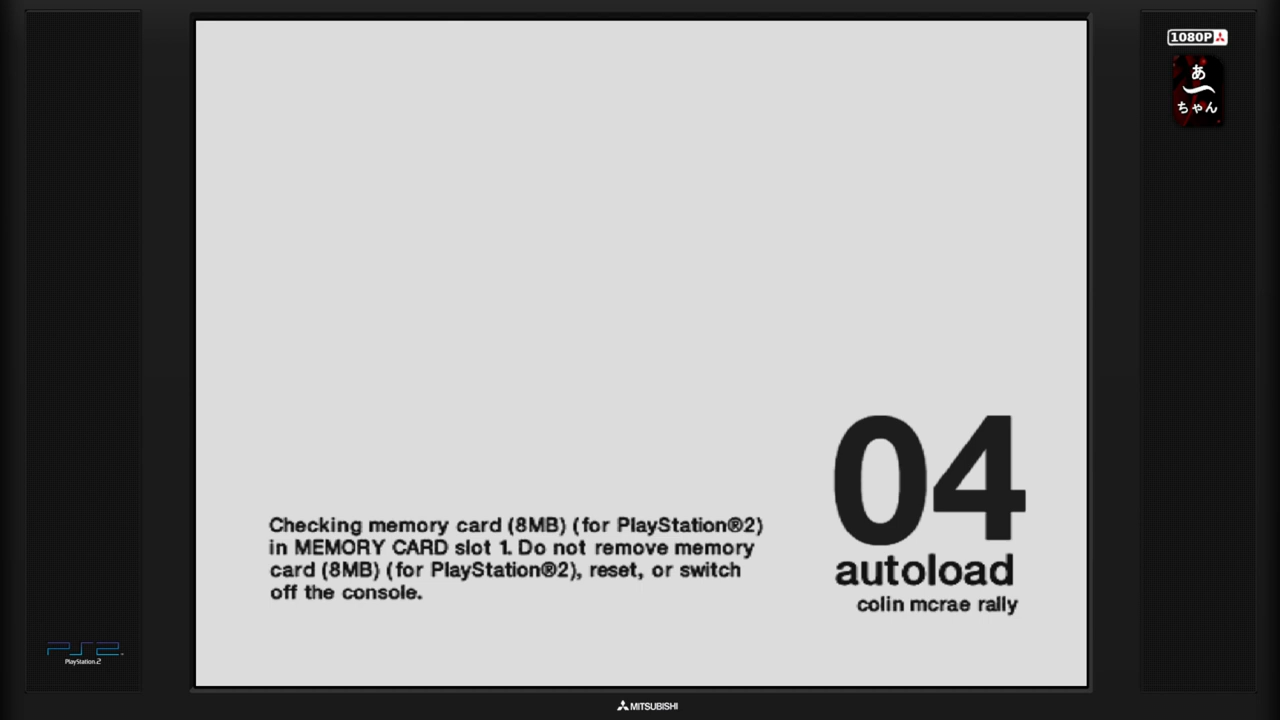 1080P
あ
ー
ちゃん
04
autoload
colin mcrae rally
Checking memory card (8MB) (for PlayStation®2)
in MEMORY CARD slot 1. Do not remove memory
card (8MB) (for PlayStation®2), reset, or switch
off the console.
PS2
PlayStation.2
MITSUBISHI